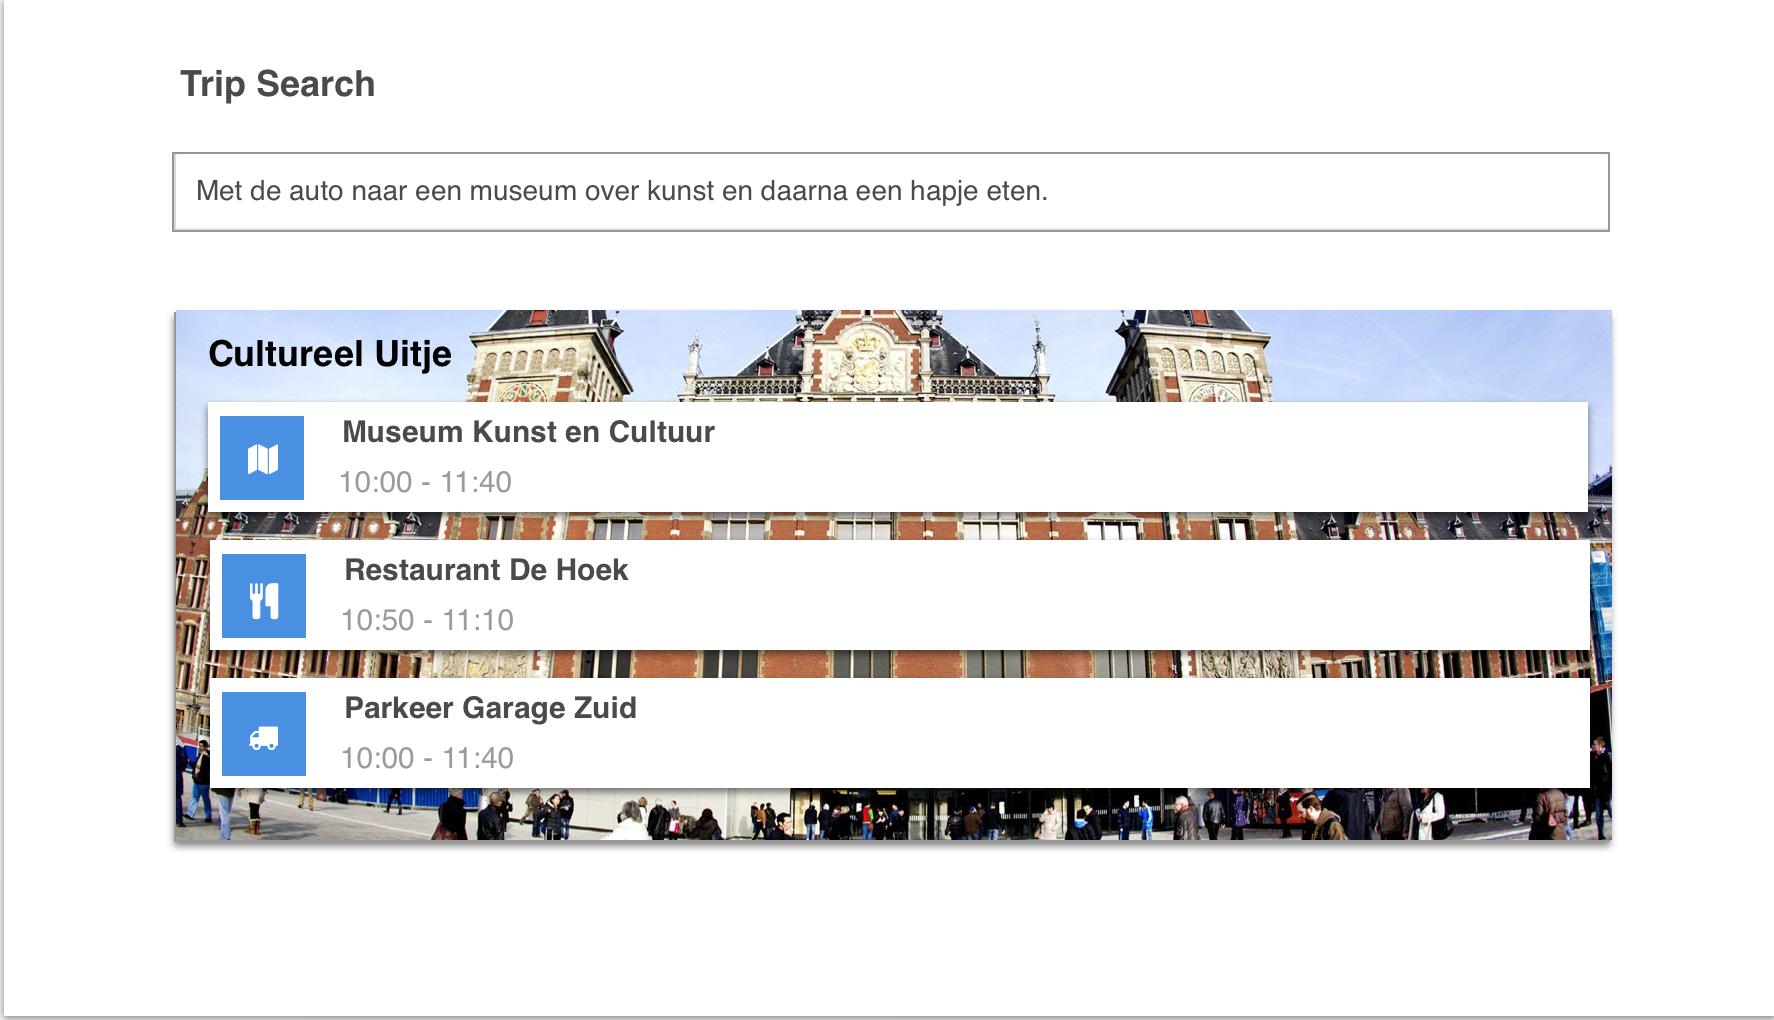 Trip Search
Met de auto naar een museum over kunst en daarna een hapje eten.
Cultureel Uitje
Museum Kunst en Cultuur
10:00 - 11:40
Restaurant De Hoek
10:50 - 11:10
Parkeer Garage Zuid
10:00 - 11:40